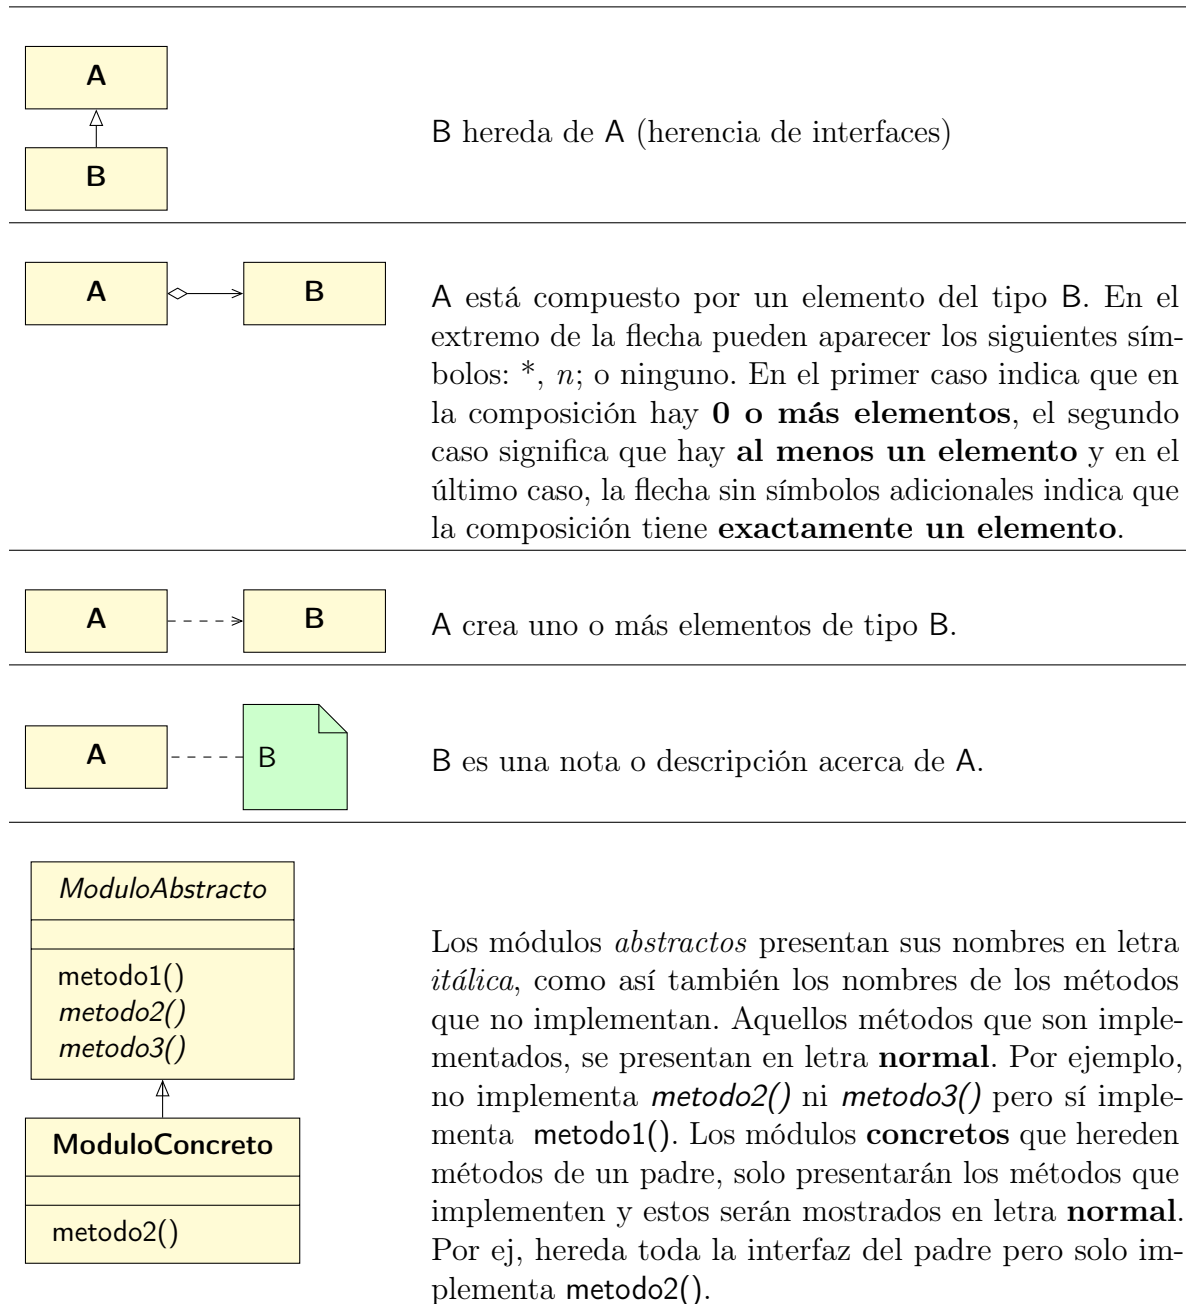 A
B
B hereda de A (herencia de interfaces)
A
B
A está compuesto por un elemento del tipo B. En el
extremo de la flecha pueden aparecer los siguientes sím-
bolos: *, n; o ninguno. En el primer caso indica que en
la composición hay 0 o más elementos, el segundo
caso significa que hay al menos un elemento y en el
último caso, la flecha sin símbolos adicionales indica que
la composición tiene exactamente un elemento.
A
B
A crea uno o más elementos de tipo B.
A
B
B es una nota o descripción acerca de A.
ModuloAbstracto
metodo1()
metodo2()
metodo3()
ModuloConcreto
metodo2()
Los módulos abstractos presentan sus nombres en letra
itálica, como así también los nombres de los métodos
que no implementan. Aquellos métodos que son imple-
mentados, se presentan en letra normal. Por ejemplo,
no implementa metodo2() ni metodo3() pero sí imple-
menta metodo1(). Los módulos concretos que hereden
métodos de un padre, solo presentarán los métodos que
implementen y estos serán mostrados en letra normal.
Por ej, hereda toda la interfaz del padre pero solo im-
plementa metodo2().